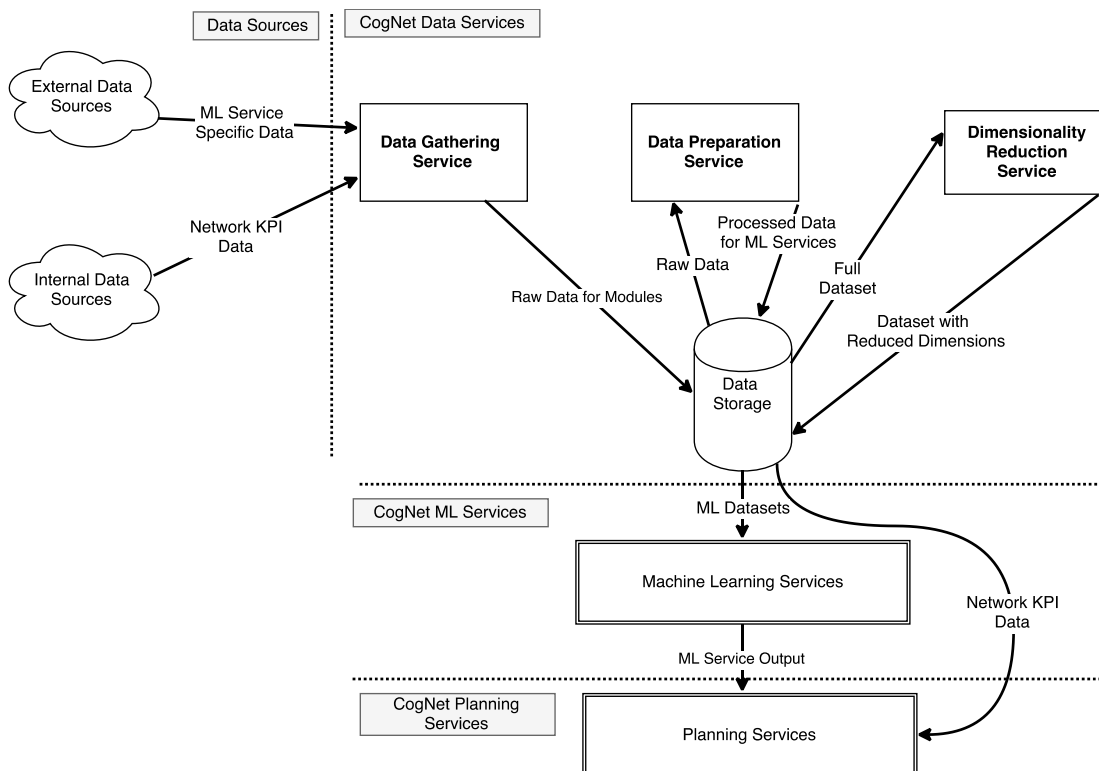 Data Sources
CogNet Data Services
External Data
Sources
ML Service
Specific Data
Data Gathering
Service
Data Preparation
Service
Dimensionality
Reduction
Service
Network KPI
Data
Internal Data
Sources
Raw Data for Modules
Raw Data
Processed Data
for ML Services
Full
Dataset
Dataset with
Reduced Dimensions
Data
Storage
ML Datasets
CogNet ML Services
Machine Learning Services
Network KPI
Data
ML Service Output
CogNet Planning
Services
Planning Services